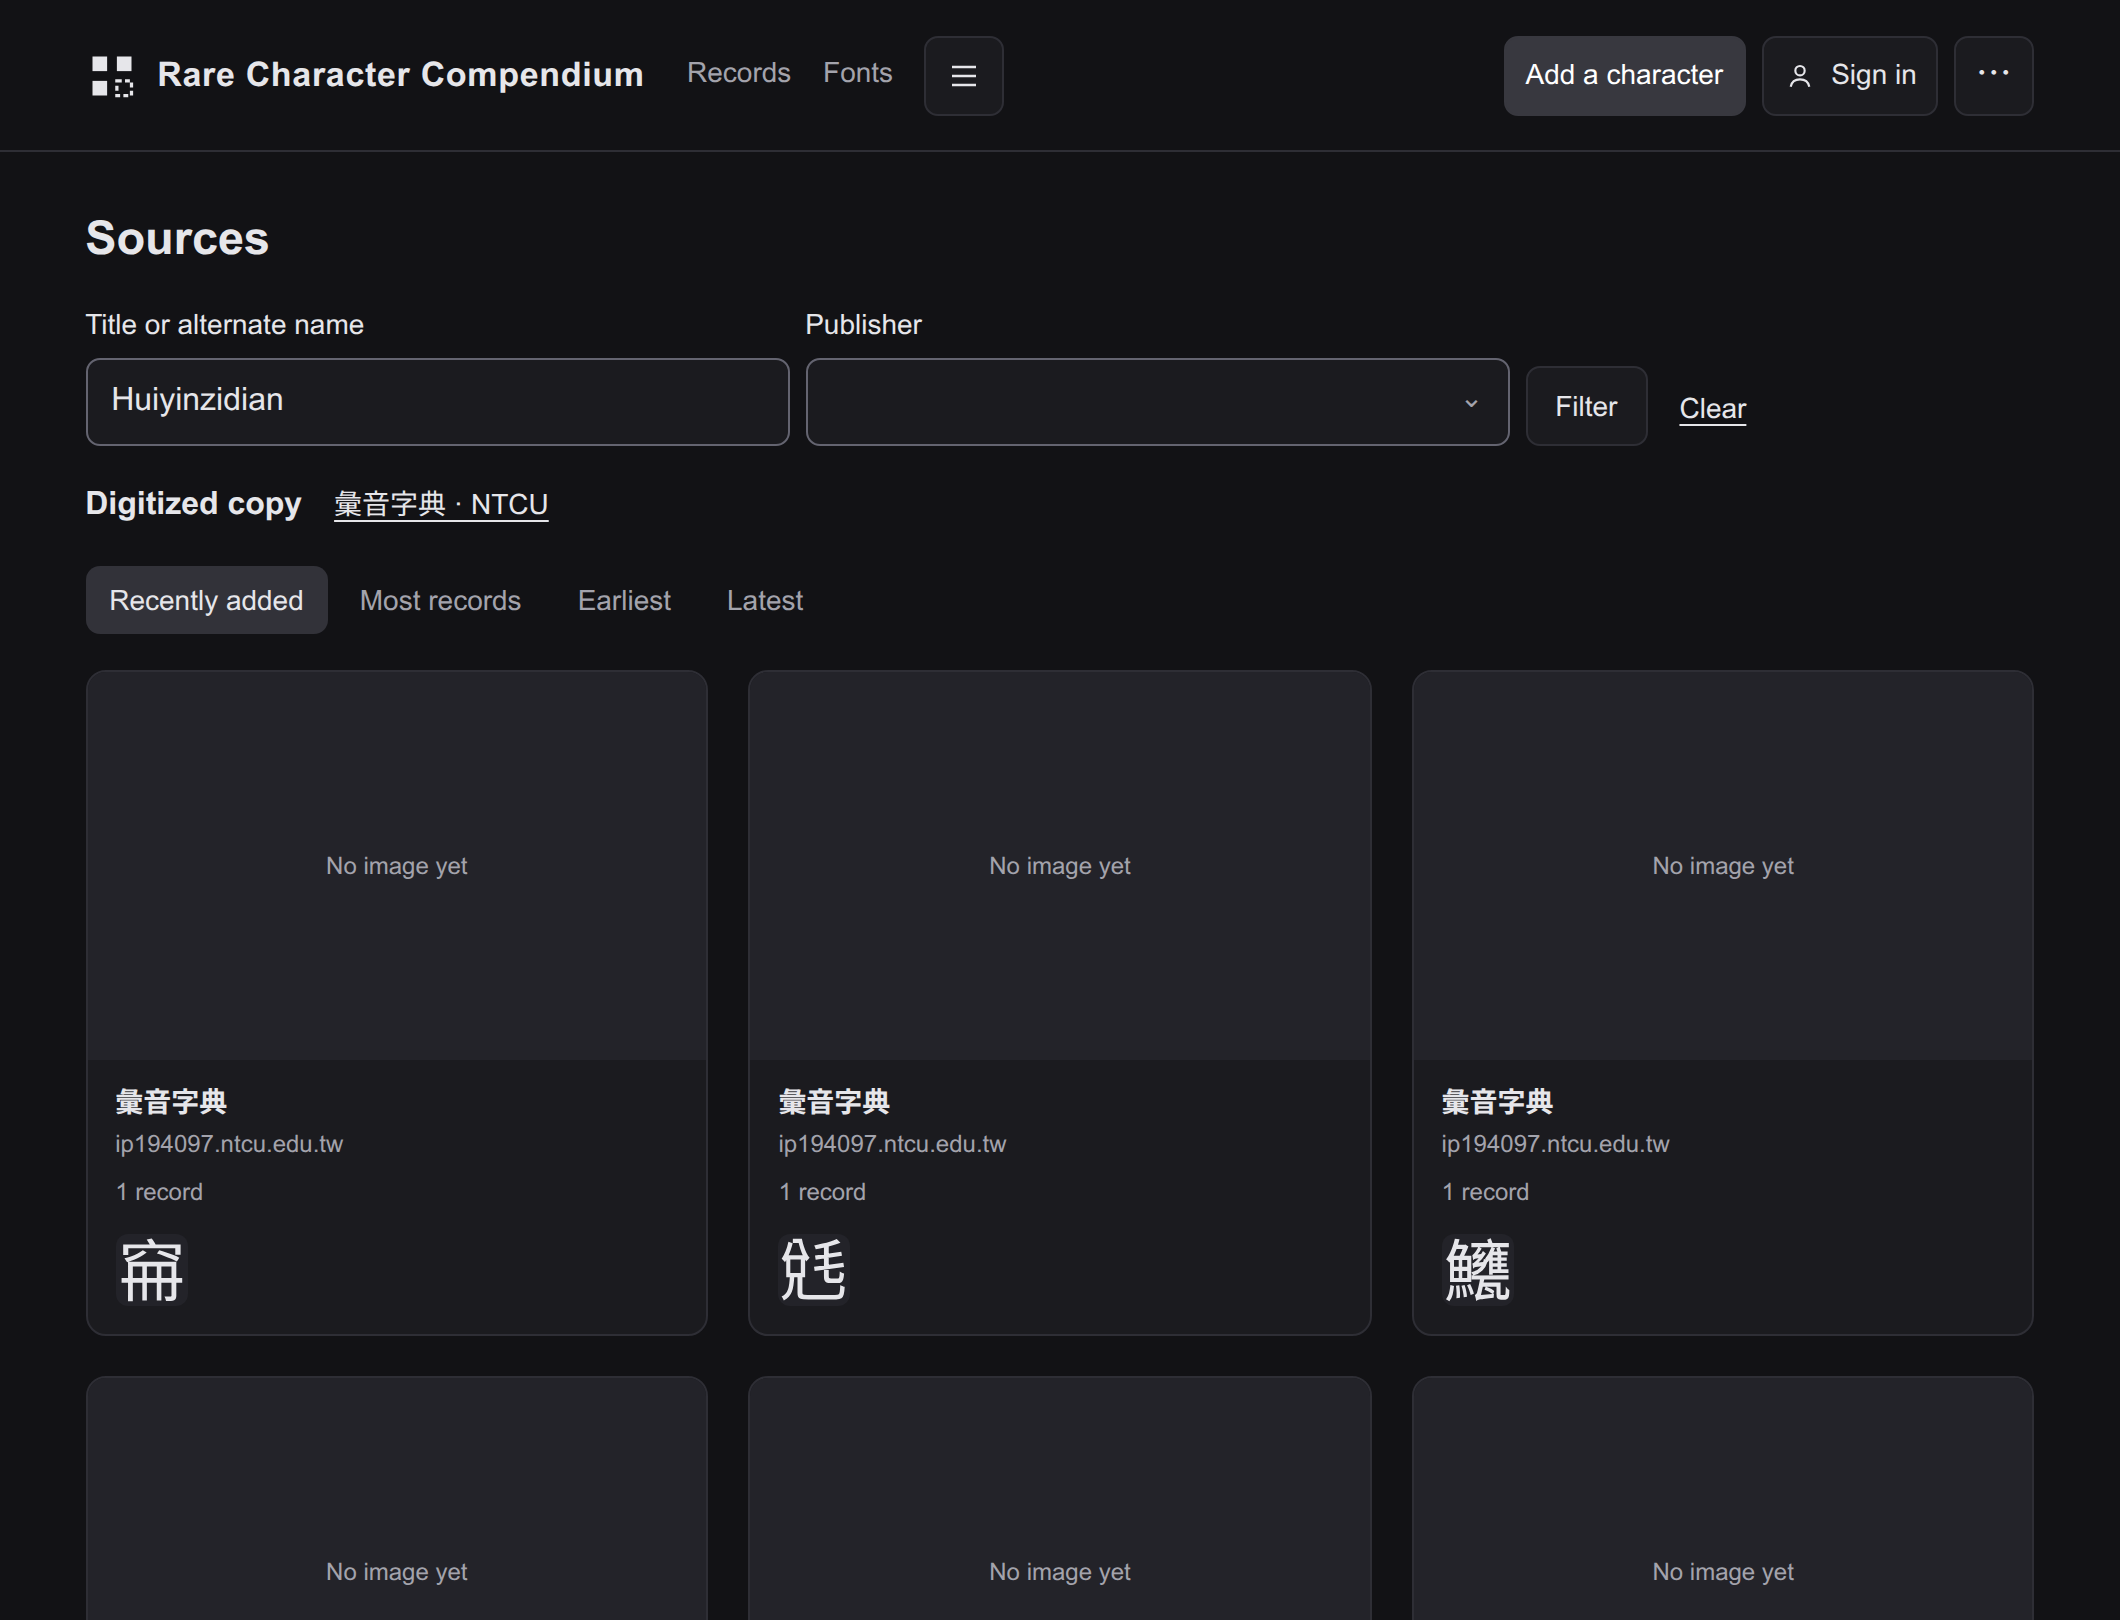 Rare Character Compendium
Records
Fonts
Add a character
Sign in
Sources
Title or alternate name
Publisher
Huiyinzidian
Filter
Clear
Digitized copy
彙音字典 · NTCU
Recently added
Most records
Earliest
Latest
No image yet
No image yet
No image yet
彙音字典
ip194097.ntcu.edu.tw
1 record
彙音字典
ip194097.ntcu.edu.tw
1 record
彙音字典
ip194097.ntcu.edu.tw
1 record
No image yet
No image yet
No image yet